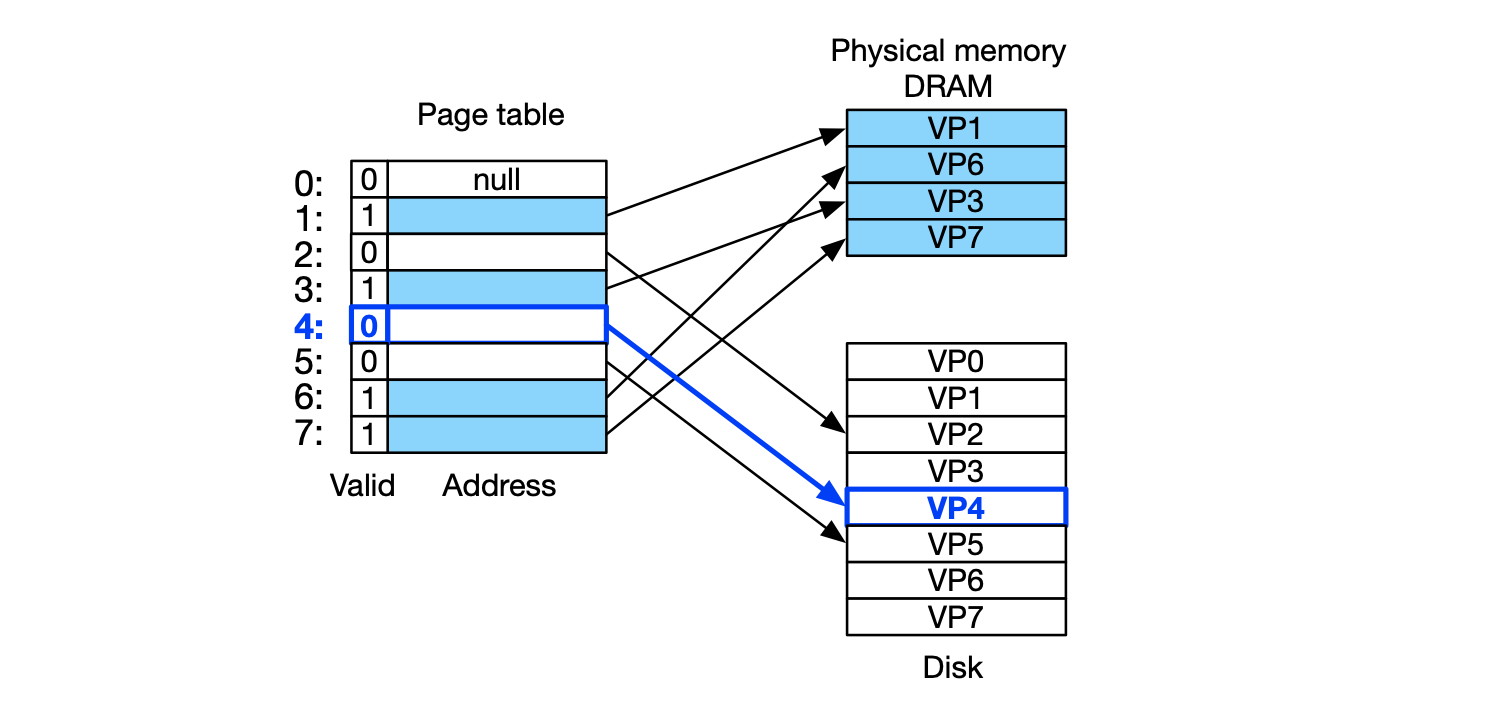 Page table
0: 0 null
1: 1
2: 0
3: 1
4: 0
5: 0
6: 1
7: 1
Valid Address
Physical memory
DRAM
VP1
VP6
VP3
VP7
VP0
VP1
VP2
VP3
VP4
VP5
VP6
VP7
Disk